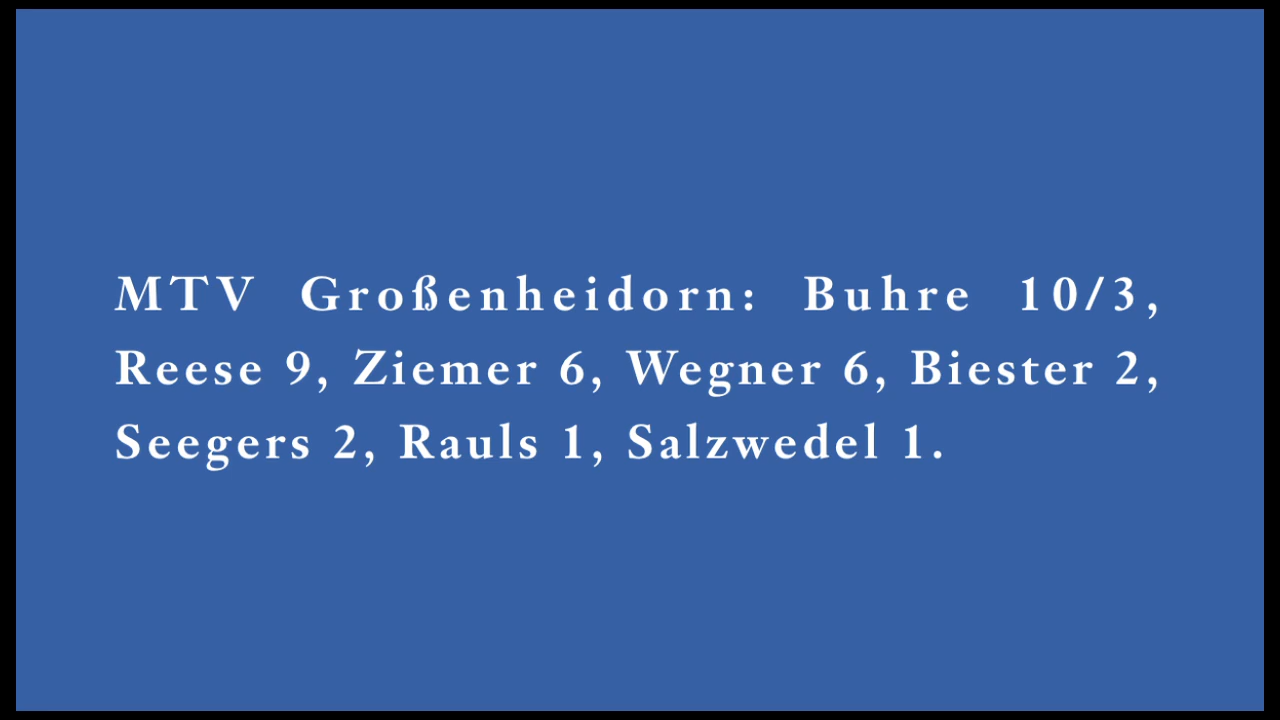 MTV Großenheidorn: Buhre 10/3,
Reese 9, Ziemer 6, Wegner 6, Biester 2,
Seegers 2, Rauls 1, Salzwedel 1.